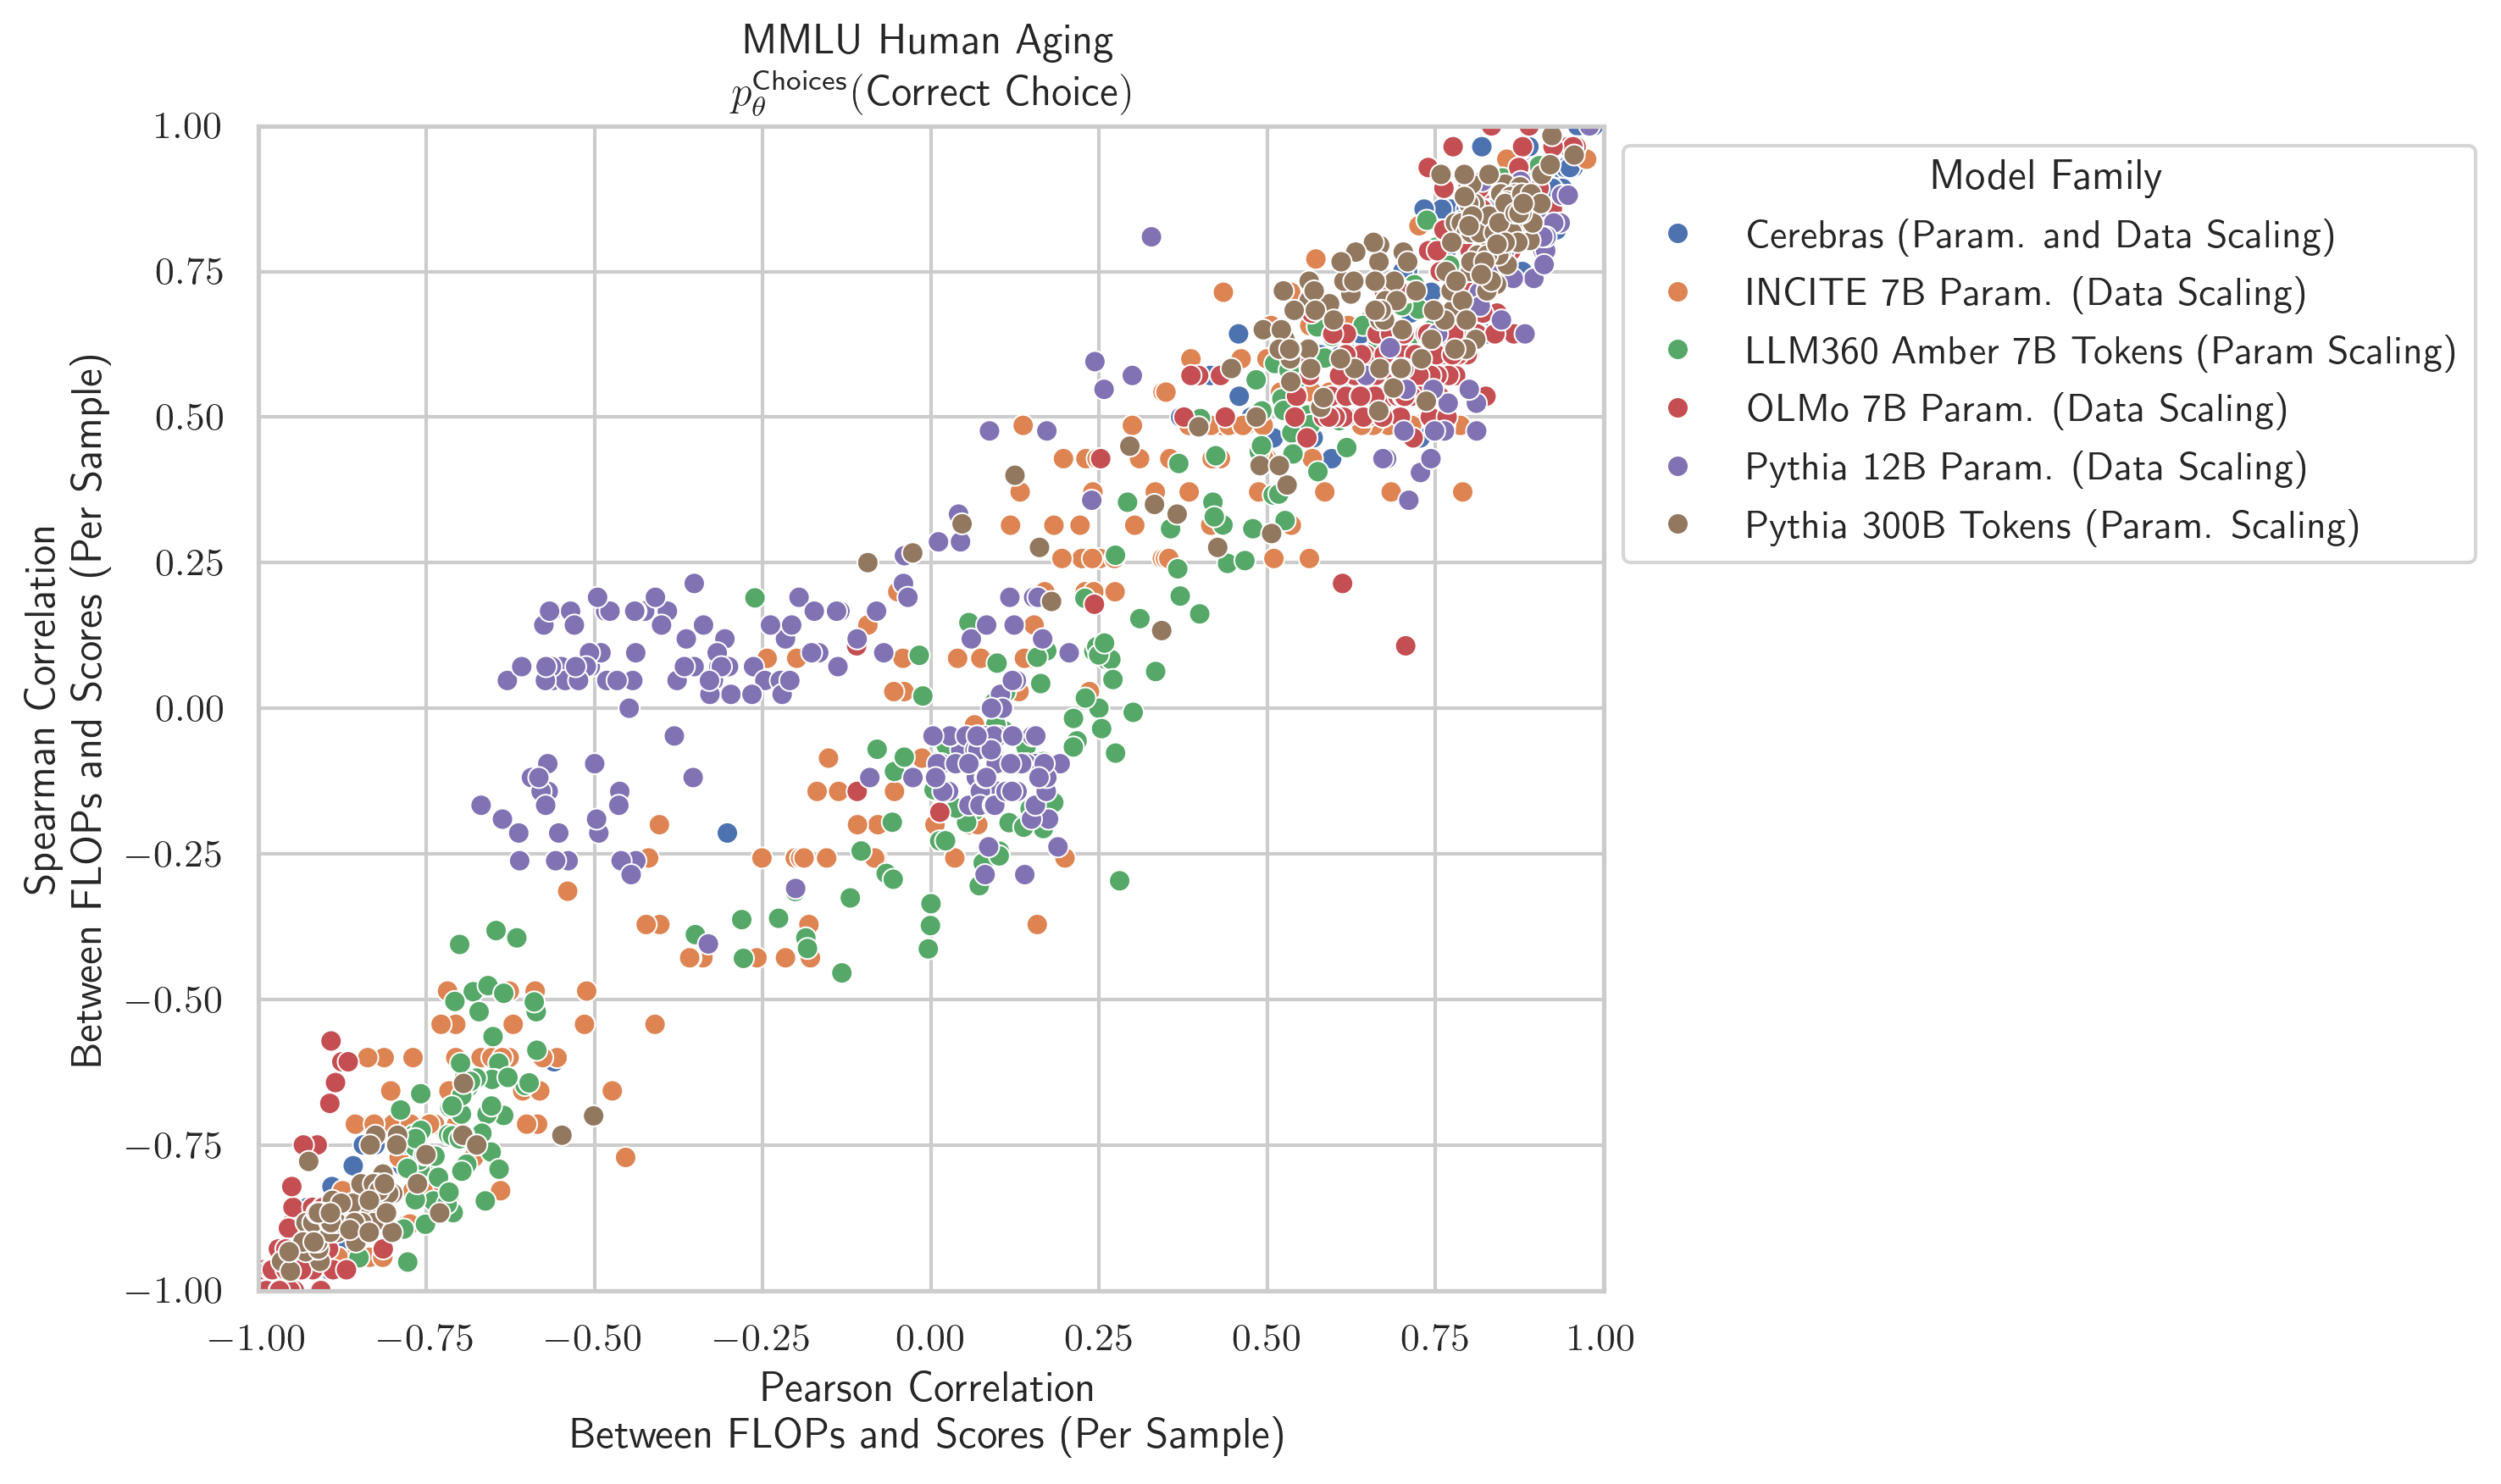 MMLU Human Aging
p_θ^Choices(Correct Choice)
Spearman Correlation
Between FLOPs and Scores (Per Sample)
1.00
0.75
0.50
0.25
0.00
−0.25
−0.50
−0.75
−1.00
−1.00 −0.75 −0.50 −0.25 0.00 0.25 0.50 0.75 1.00
Pearson Correlation
Between FLOPs and Scores (Per Sample)
Model Family
Cerebras (Param. and Data Scaling)
INCITE 7B Param. (Data Scaling)
LLM360 Amber 7B Tokens (Param Scaling)
OLMo 7B Param. (Data Scaling)
Pythia 12B Param. (Data Scaling)
Pythia 300B Tokens (Param. Scaling)